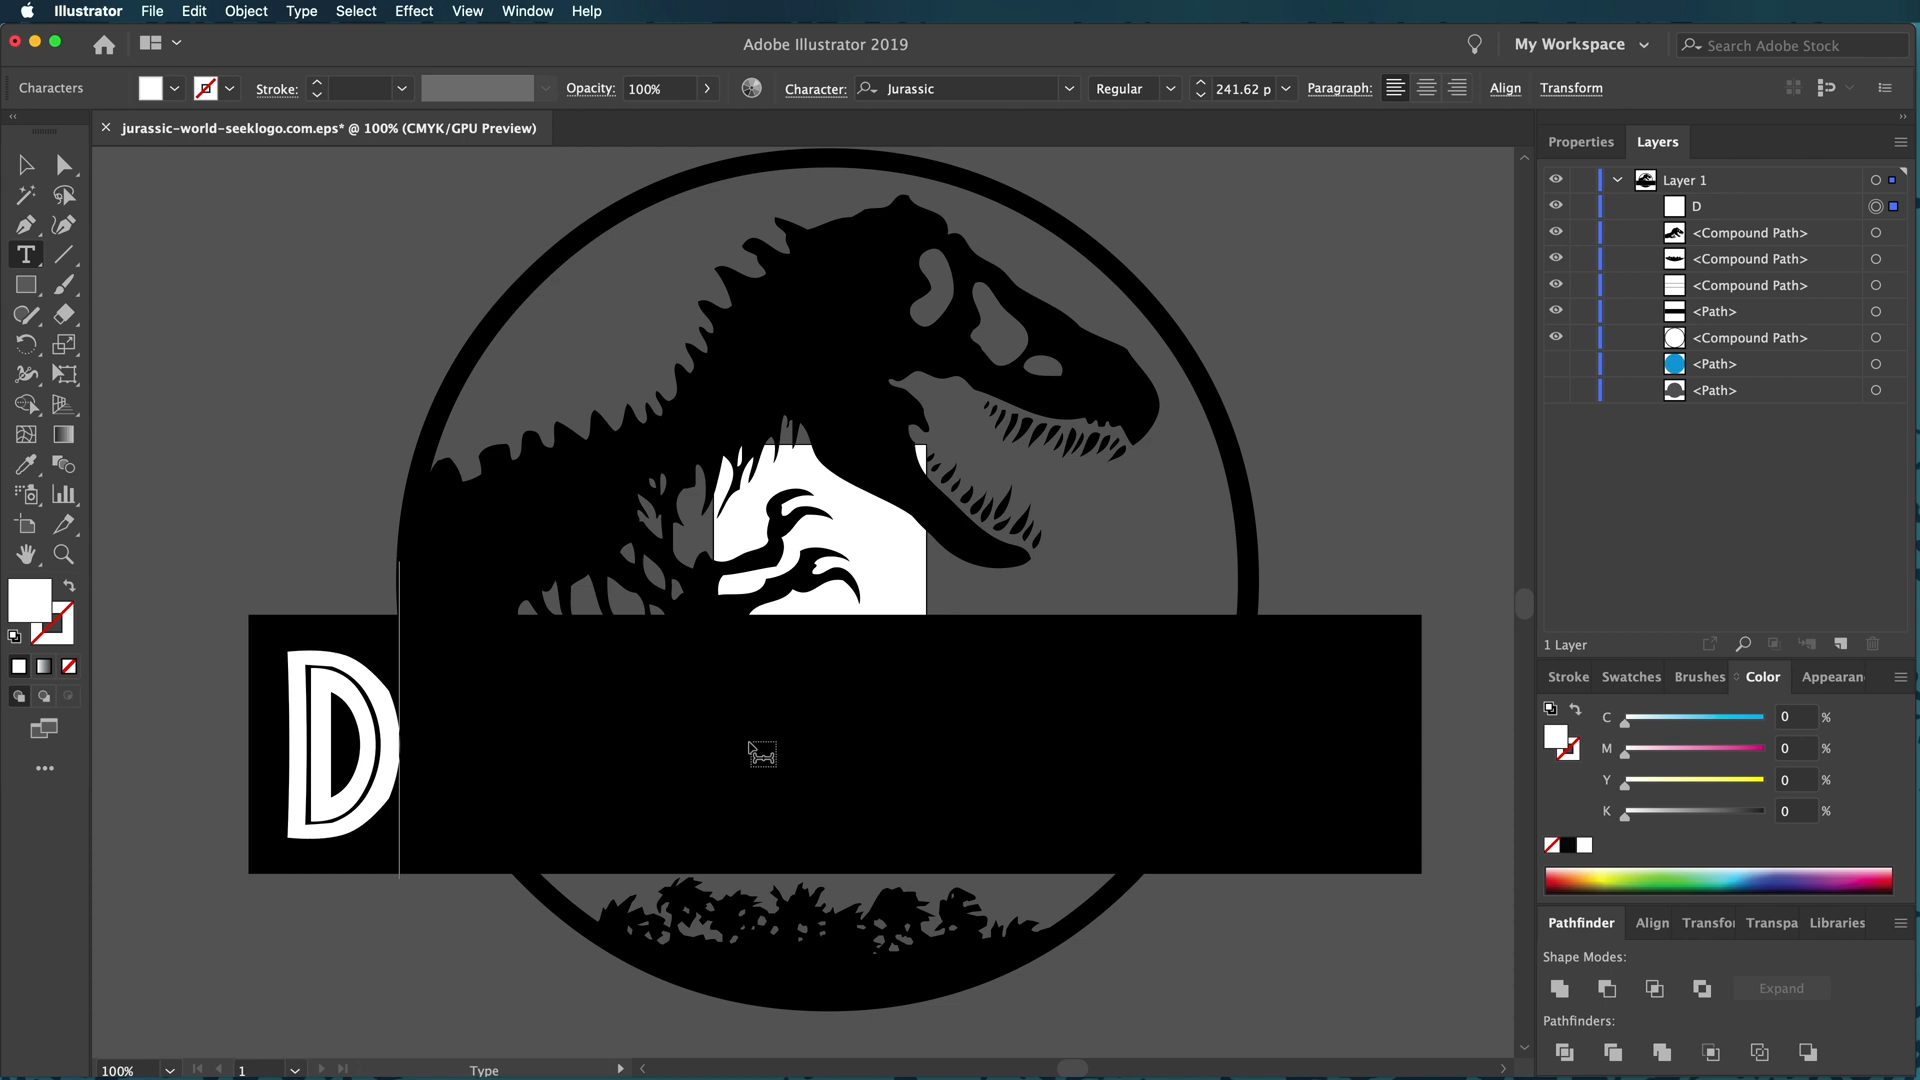 Illustrator File Edit Object Type Select Effect View Window Help
Adobe Illustrator 2019
My Workspace
Search Adobe Stock
Characters
Stroke:
Opacity: 100%
Character: Jurassic
Regular
241.62 p
Paragraph:
Align
Transform
jurassic-world-seeklogo.com.eps* @ 100% (CMYK/GPU Preview)
Properties
Layers
Layer 1
D
<Compound Path>
<Compound Path>
<Compound Path>
<Path>
<Compound Path>
<Path>
<Path>
D
1 Layer
Stroke Swatches Brushes Color Appearan
C 0 %
M 0 %
Y 0 %
K 0 %
Pathfinder Align Transfor Transpa Libraries
Shape Modes:
Expand
Pathfinders:
100%
1
Type